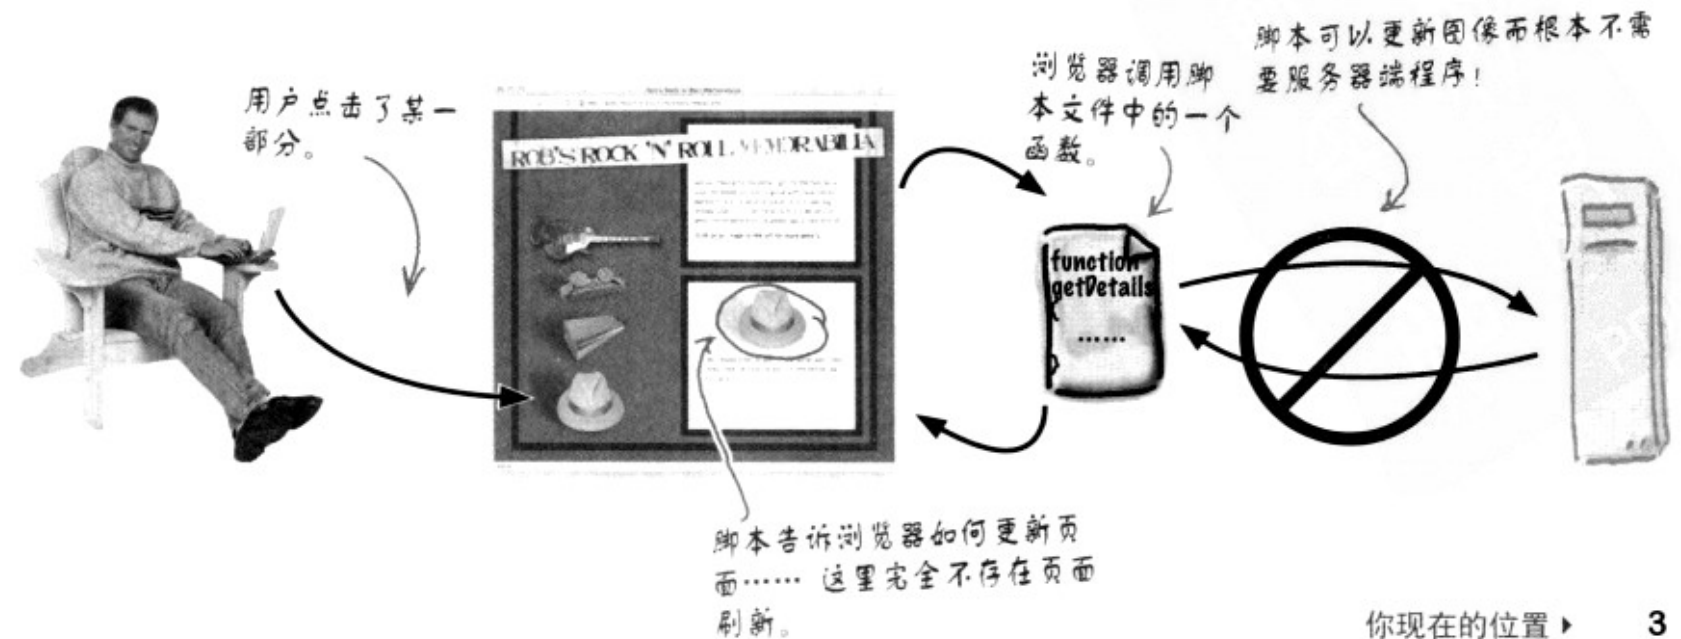 脚本可以更新图像而根本不需
要服务器端程序！
浏览器调用脚
本文件中的一个
函数。
用户点击了某一
部分。
ROB'S ROCK 'N' ROLL MEMORABILIA
function
getDetails
……
脚本告诉浏览器如何更新页
面…… 这里完全不存在页面
刷新。
你现在的位置 ▸ 3